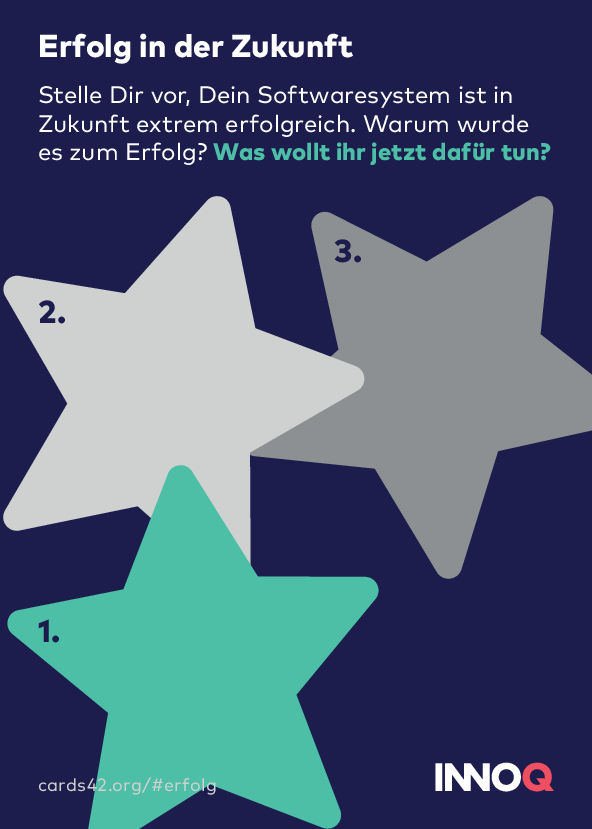 Erfolg in der Zukunft
Stelle Dir vor, Dein Softwaresystem ist in
Zukunft extrem erfolgreich. Warum wurde
es zum Erfolg? Was wollt ihr jetzt dafür tun?
3.
2.
1.
cards42.org/#erfolg
INNOQ